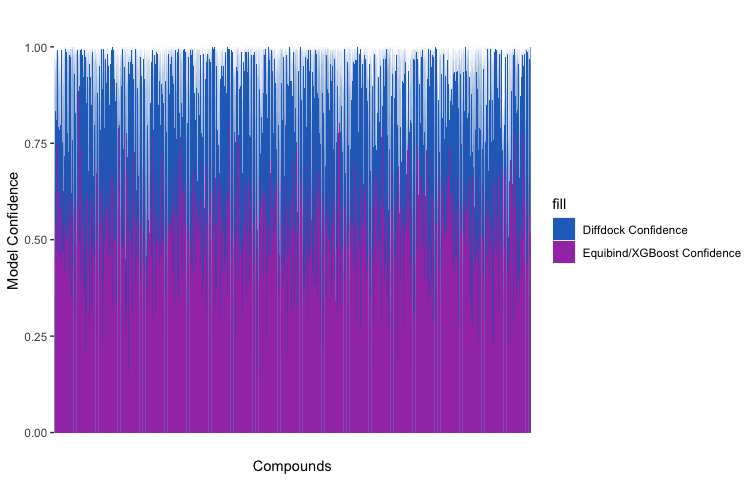 1.00
0.75
0.50
0.25
0.00
Model Confidence
Compounds
fill
Diffdock Confidence
Equibind/XGBoost Confidence